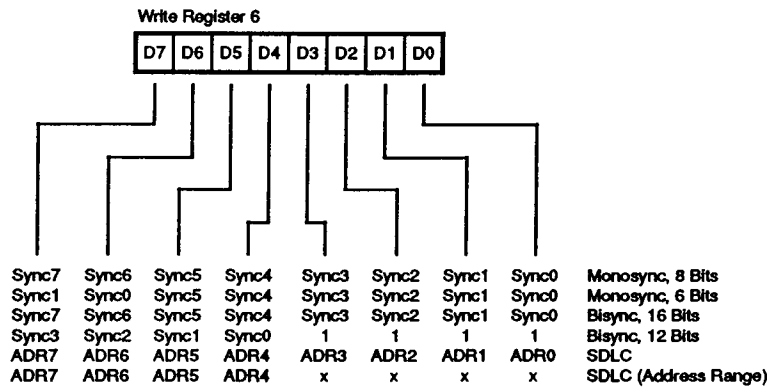 Write Register 6
D7 D6 D5 D4 D3 D2 D1 D0
Sync7 Sync6 Sync5 Sync4 Sync3 Sync2 Sync1 Sync0 Monosync, 8 Bits
Sync1 Sync0 Sync5 Sync4 Sync3 Sync2 Sync1 Sync0 Monosync, 6 Bits
Sync7 Sync6 Sync5 Sync4 Sync3 Sync2 Sync1 Sync0 Bisync, 16 Bits
Sync3 Sync2 Sync1 Sync0 1 1 1 1 Bisync, 12 Bits
ADR7 ADR6 ADR5 ADR4 ADR3 ADR2 ADR1 ADR0 SDLC
ADR7 ADR6 ADR5 ADR4 x x x x SDLC (Address Range)